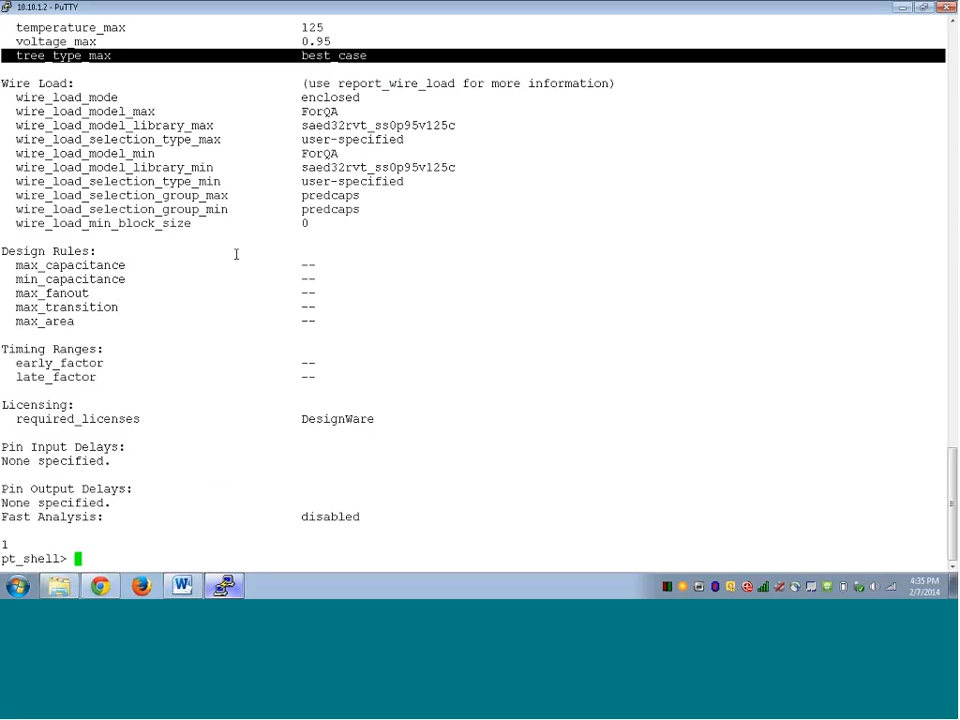 10.10.1.2 - PuTTY
temperature_max 125
voltage_max 0.95
tree_type_max best_case
Wire Load: (use report_wire_load for more information)
wire_load_mode enclosed
wire_load_model_max ForQA
wire_load_model_library_max saed32rvt_ss0p95v125c
wire_load_selection_type_max user-specified
wire_load_model_min ForQA
wire_load_model_library_min saed32rvt_ss0p95v125c
wire_load_selection_type_min user-specified
wire_load_selection_group_max predcaps
wire_load_selection_group_min predcaps
wire_load_min_block_size 0
Design Rules:
max_capacitance --
min_capacitance --
max_fanout --
max_transition --
max_area --
Timing Ranges:
early_factor --
late_factor --
Licensing:
required_licenses DesignWare
Pin Input Delays:
None specified.
Pin Output Delays:
None specified.
Fast Analysis: disabled
1
pt_shell>
4:35 PM
2/7/2014